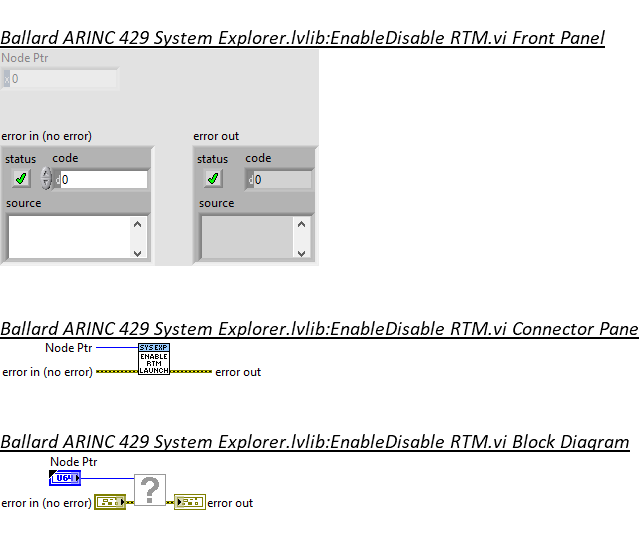 Ballard ARINC 429 System Explorer.lvlib:EnableDisable RTM.vi Front Panel
Node Ptr
x 0
error in (no error)
error out
status code
status code
d 0
d 0
source
source
Ballard ARINC 429 System Explorer.lvlib:EnableDisable RTM.vi Connector Pane
Node Ptr
SYS EXP
ENABLE
RTM
LAUNCH
error in (no error)
error out
Ballard ARINC 429 System Explorer.lvlib:EnableDisable RTM.vi Block Diagram
Node Ptr
U64
?
error in (no error)
error out